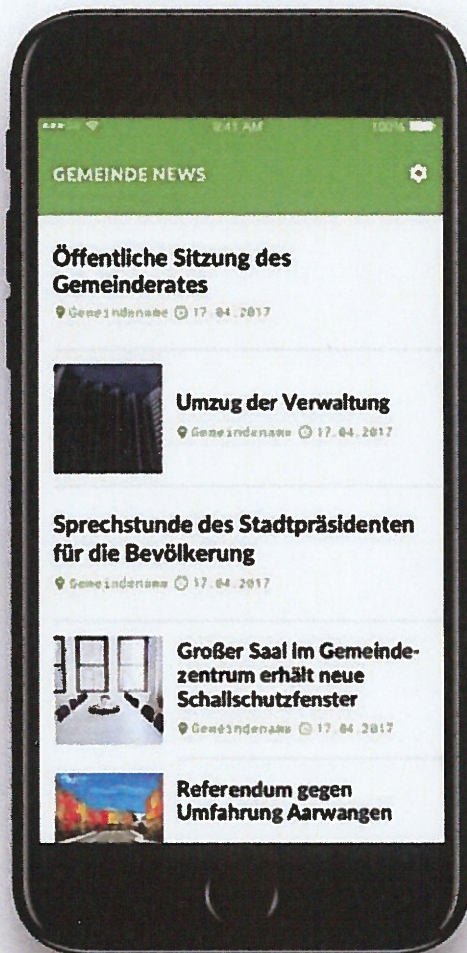 9:41 AM 100%
GEMEINDE NEWS
Öffentliche Sitzung des
Gemeinderates
Gemeindename 17.04.2017
Umzug der Verwaltung
Gemeindename 17.04.2017
Sprechstunde des Stadtpräsidenten
für die Bevölkerung
Gemeindename 17.04.2017
Großer Saal im Gemeinde-
zentrum erhält neue
Schallschutzfenster
Gemeindename 17.04.2017
Referendum gegen
Umfahrung Aarwangen